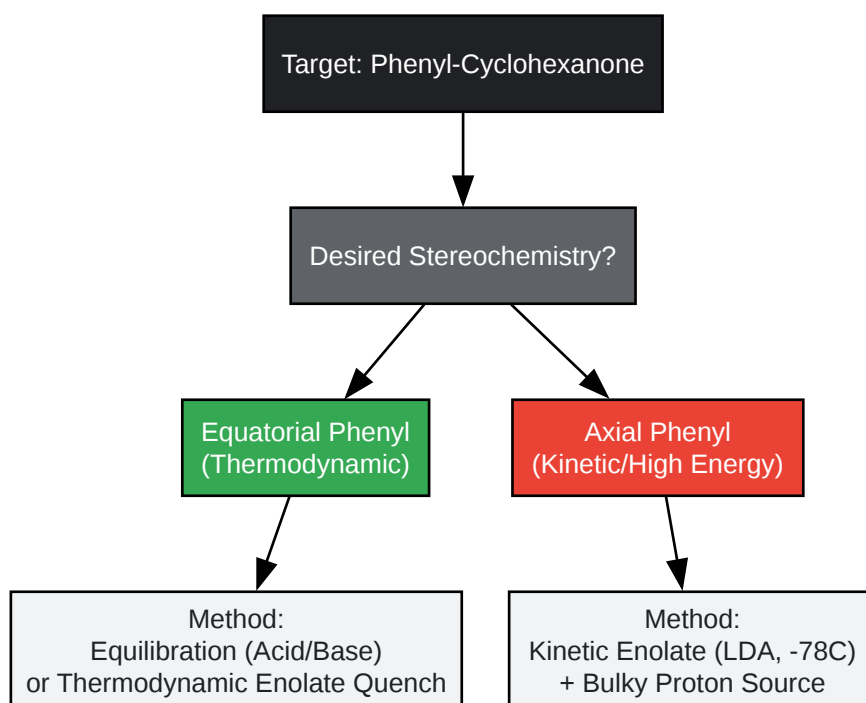 Target: Phenyl-Cyclohexanone
Desired Stereochemistry?
Equatorial Phenyl
(Thermodynamic)
Axial Phenyl
(Kinetic/High Energy)
Method:
Equilibration (Acid/Base)
or Thermodynamic Enolate Quench
Method:
Kinetic Enolate (LDA, -78C)
+ Bulky Proton Source